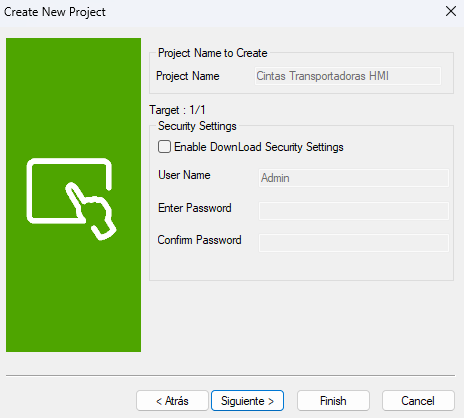 Create New Project
Project Name to Create
Project Name Cintas Transportadoras HMI
Target : 1/1
Security Settings
Enable DownLoad Security Settings
User Name Admin
Enter Password
Confirm Password
< Atrás Siguiente > Finish Cancel